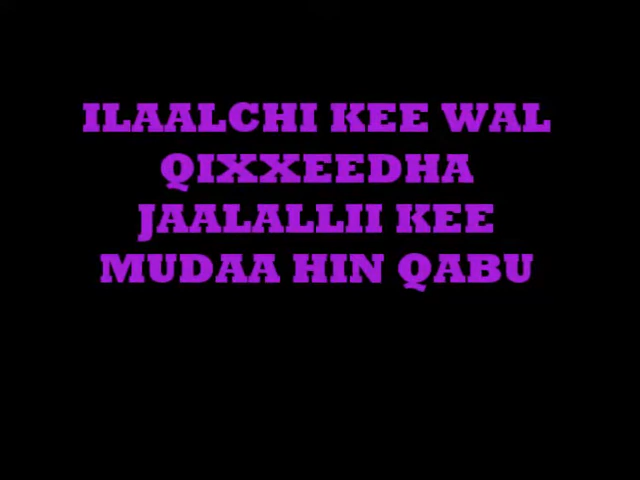 ILAALCHI KEE WAL
QIXXEEDHA
JAALALLII KEE
MUDAA HIN QABU